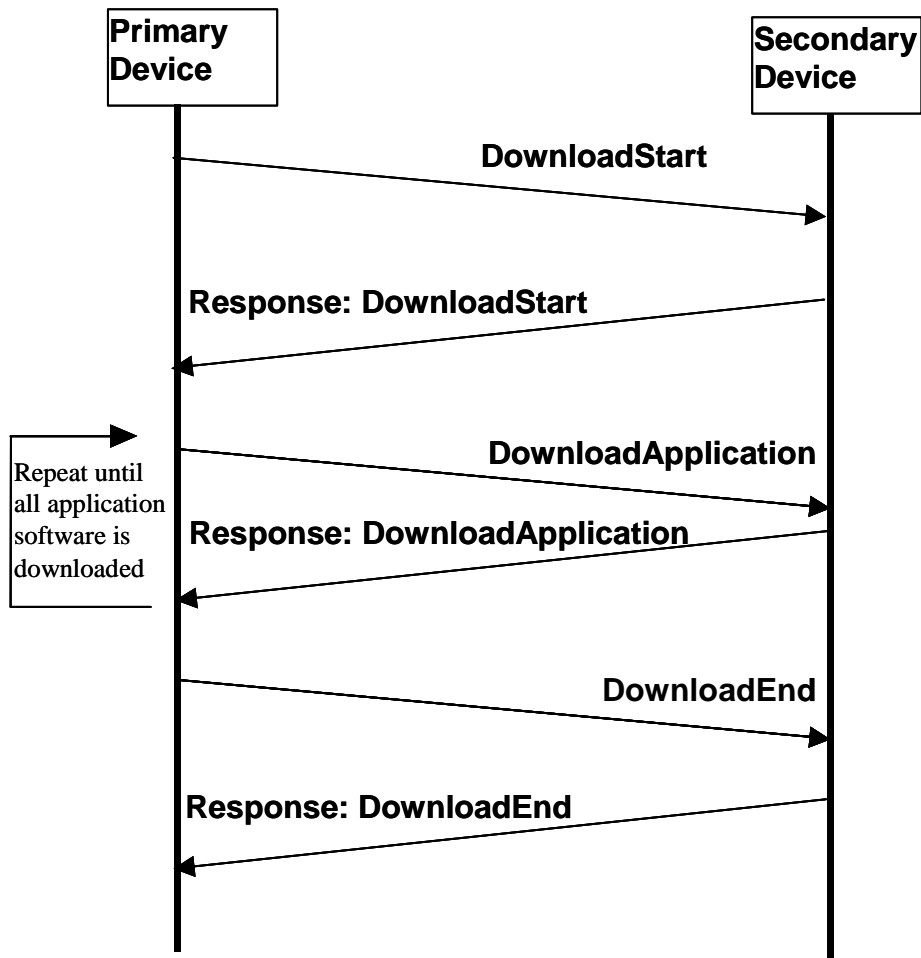 Primary
Device
Secondary
Device
DownloadStart
Response: DownloadStart
DownloadApplication
Repeat until
all application
software is
downloaded
Response: DownloadApplication
DownloadEnd
Response: DownloadEnd